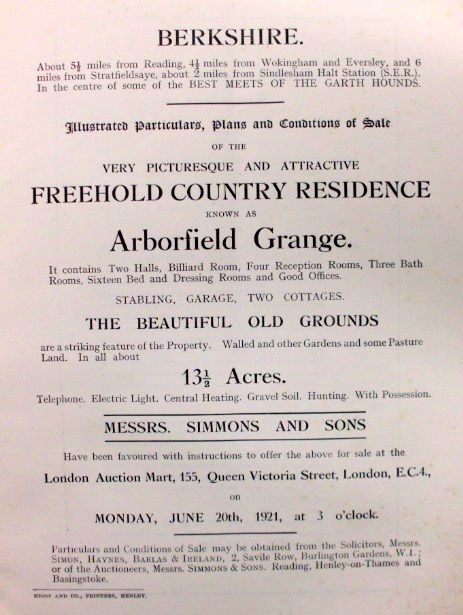 BERKSHIRE.
About 5½ miles from Reading, 4½ miles from Wokingham and Eversley, and 6
miles from Stratfieldsaye, about 2 miles from Sindlesham Halt Station (S.E.R.).
In the centre of some of the BEST MEETS OF THE GARTH HOUNDS.
Illustrated Particulars, Plans and Conditions of Sale
OF THE
VERY PICTURESQUE AND ATTRACTIVE
FREEHOLD COUNTRY RESIDENCE
KNOWN AS
Arborfield Grange.
It contains Two Halls, Billiard Room, Four Reception Rooms, Three Bath
Rooms, Sixteen Bed and Dressing Rooms and Good Offices.
STABLING, GARAGE, TWO COTTAGES.
THE BEAUTIFUL OLD GROUNDS
are a striking feature of the Property. Walled and other Gardens and some Pasture
Land. In all about
13½ Acres.
Telephone. Electric Light. Central Heating. Gravel Soil. Hunting. With Possession.
MESSRS. SIMMONS AND SONS
Have been favoured with instructions to offer the above for sale at the
London Auction Mart, 155, Queen Victoria Street, London, E.C.4.,
on
MONDAY, JUNE 20th, 1921, at 3 o'clock.
Particulars and Conditions of Sale may be obtained from the Solicitors, Messrs.
SIMON, HAYNES, BARLAS & IRELAND, 2, Savile Row, Burlington Gardens, W.1.;
or of the Auctioneers, Messrs. SIMMONS & SONS. Reading, Henley-on-Thames and
Basingstoke.
HIGGS AND CO., PRINTERS, HENLEY.